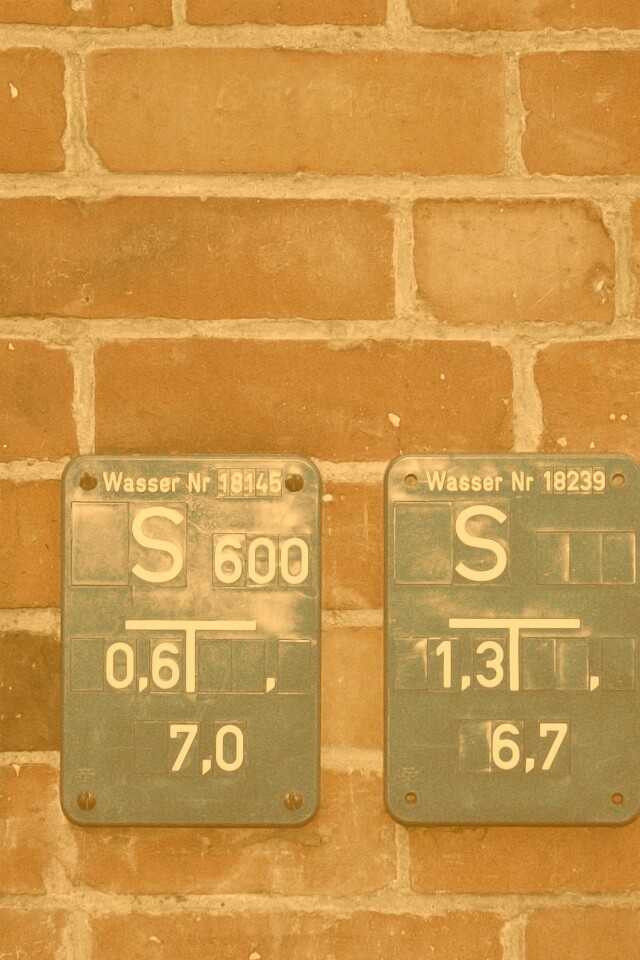 Wasser Nr 18145
S 600
0,6 ,
7,0
Wasser Nr 18239
S
1,3 ,
6,7